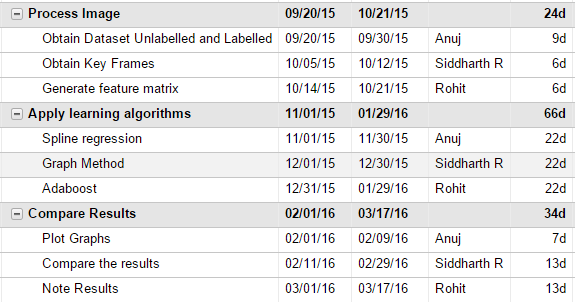 Process Image 09/20/15 10/21/15 24d
Obtain Dataset Unlabelled and Labelled 09/20/15 09/30/15 Anuj 9d
Obtain Key Frames 10/05/15 10/12/15 Siddharth R 6d
Generate feature matrix 10/14/15 10/21/15 Rohit 6d
Apply learning algorithms 11/01/15 01/29/16 66d
Spline regression 11/01/15 11/30/15 Anuj 22d
Graph Method 12/01/15 12/30/15 Siddharth R 22d
Adaboost 12/31/15 01/29/16 Rohit 22d
Compare Results 02/01/16 03/17/16 34d
Plot Graphs 02/01/16 02/09/16 Anuj 7d
Compare the results 02/11/16 02/29/16 Siddharth R 13d
Note Results 03/01/16 03/17/16 Rohit 13d